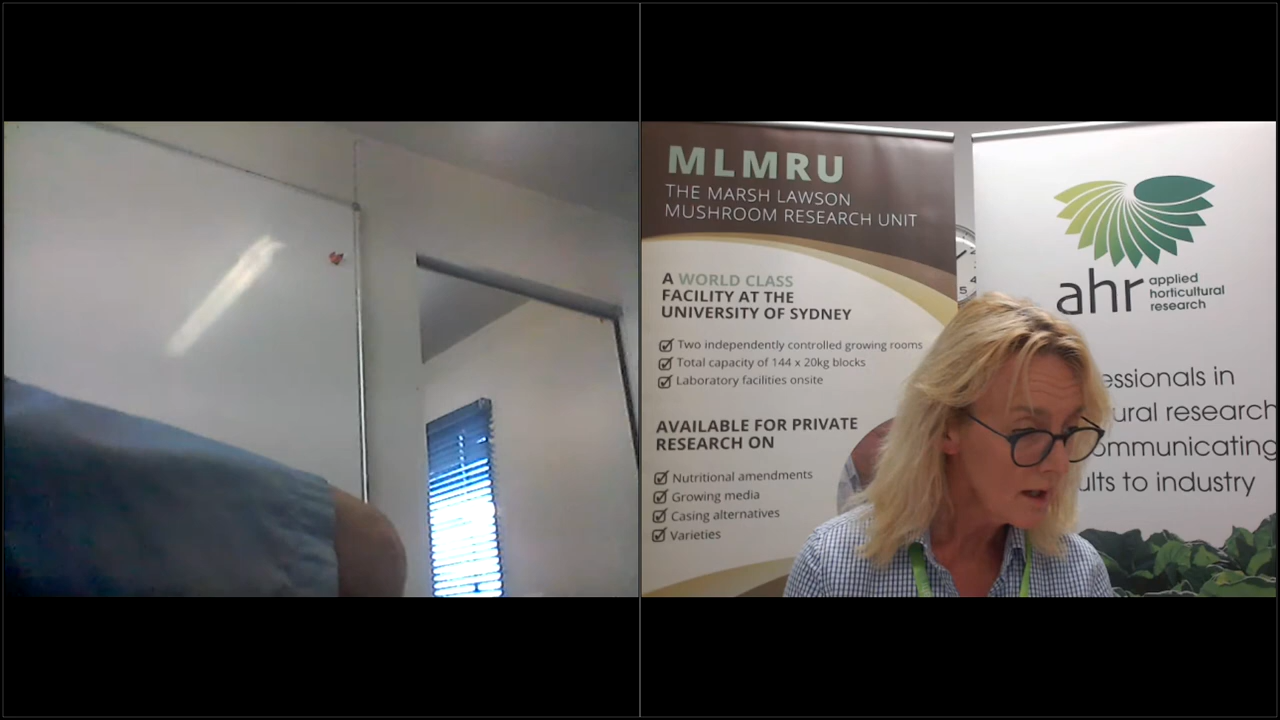 MLMRU
THE MARSH LAWSON
MUSHROOM RESEARCH UNIT
A WORLD CLASS
FACILITY AT THE
UNIVERSITY OF SYDNEY
Two independently controlled growing rooms
Total capacity of 144 x 20kg blocks
Laboratory facilities onsite
AVAILABLE FOR PRIVATE
RESEARCH ON
Nutritional amendments
Growing media
Casing alternatives
Varieties
ahr applied
horticultural
research
essionals in
ural research
ommunicating
ults to industry